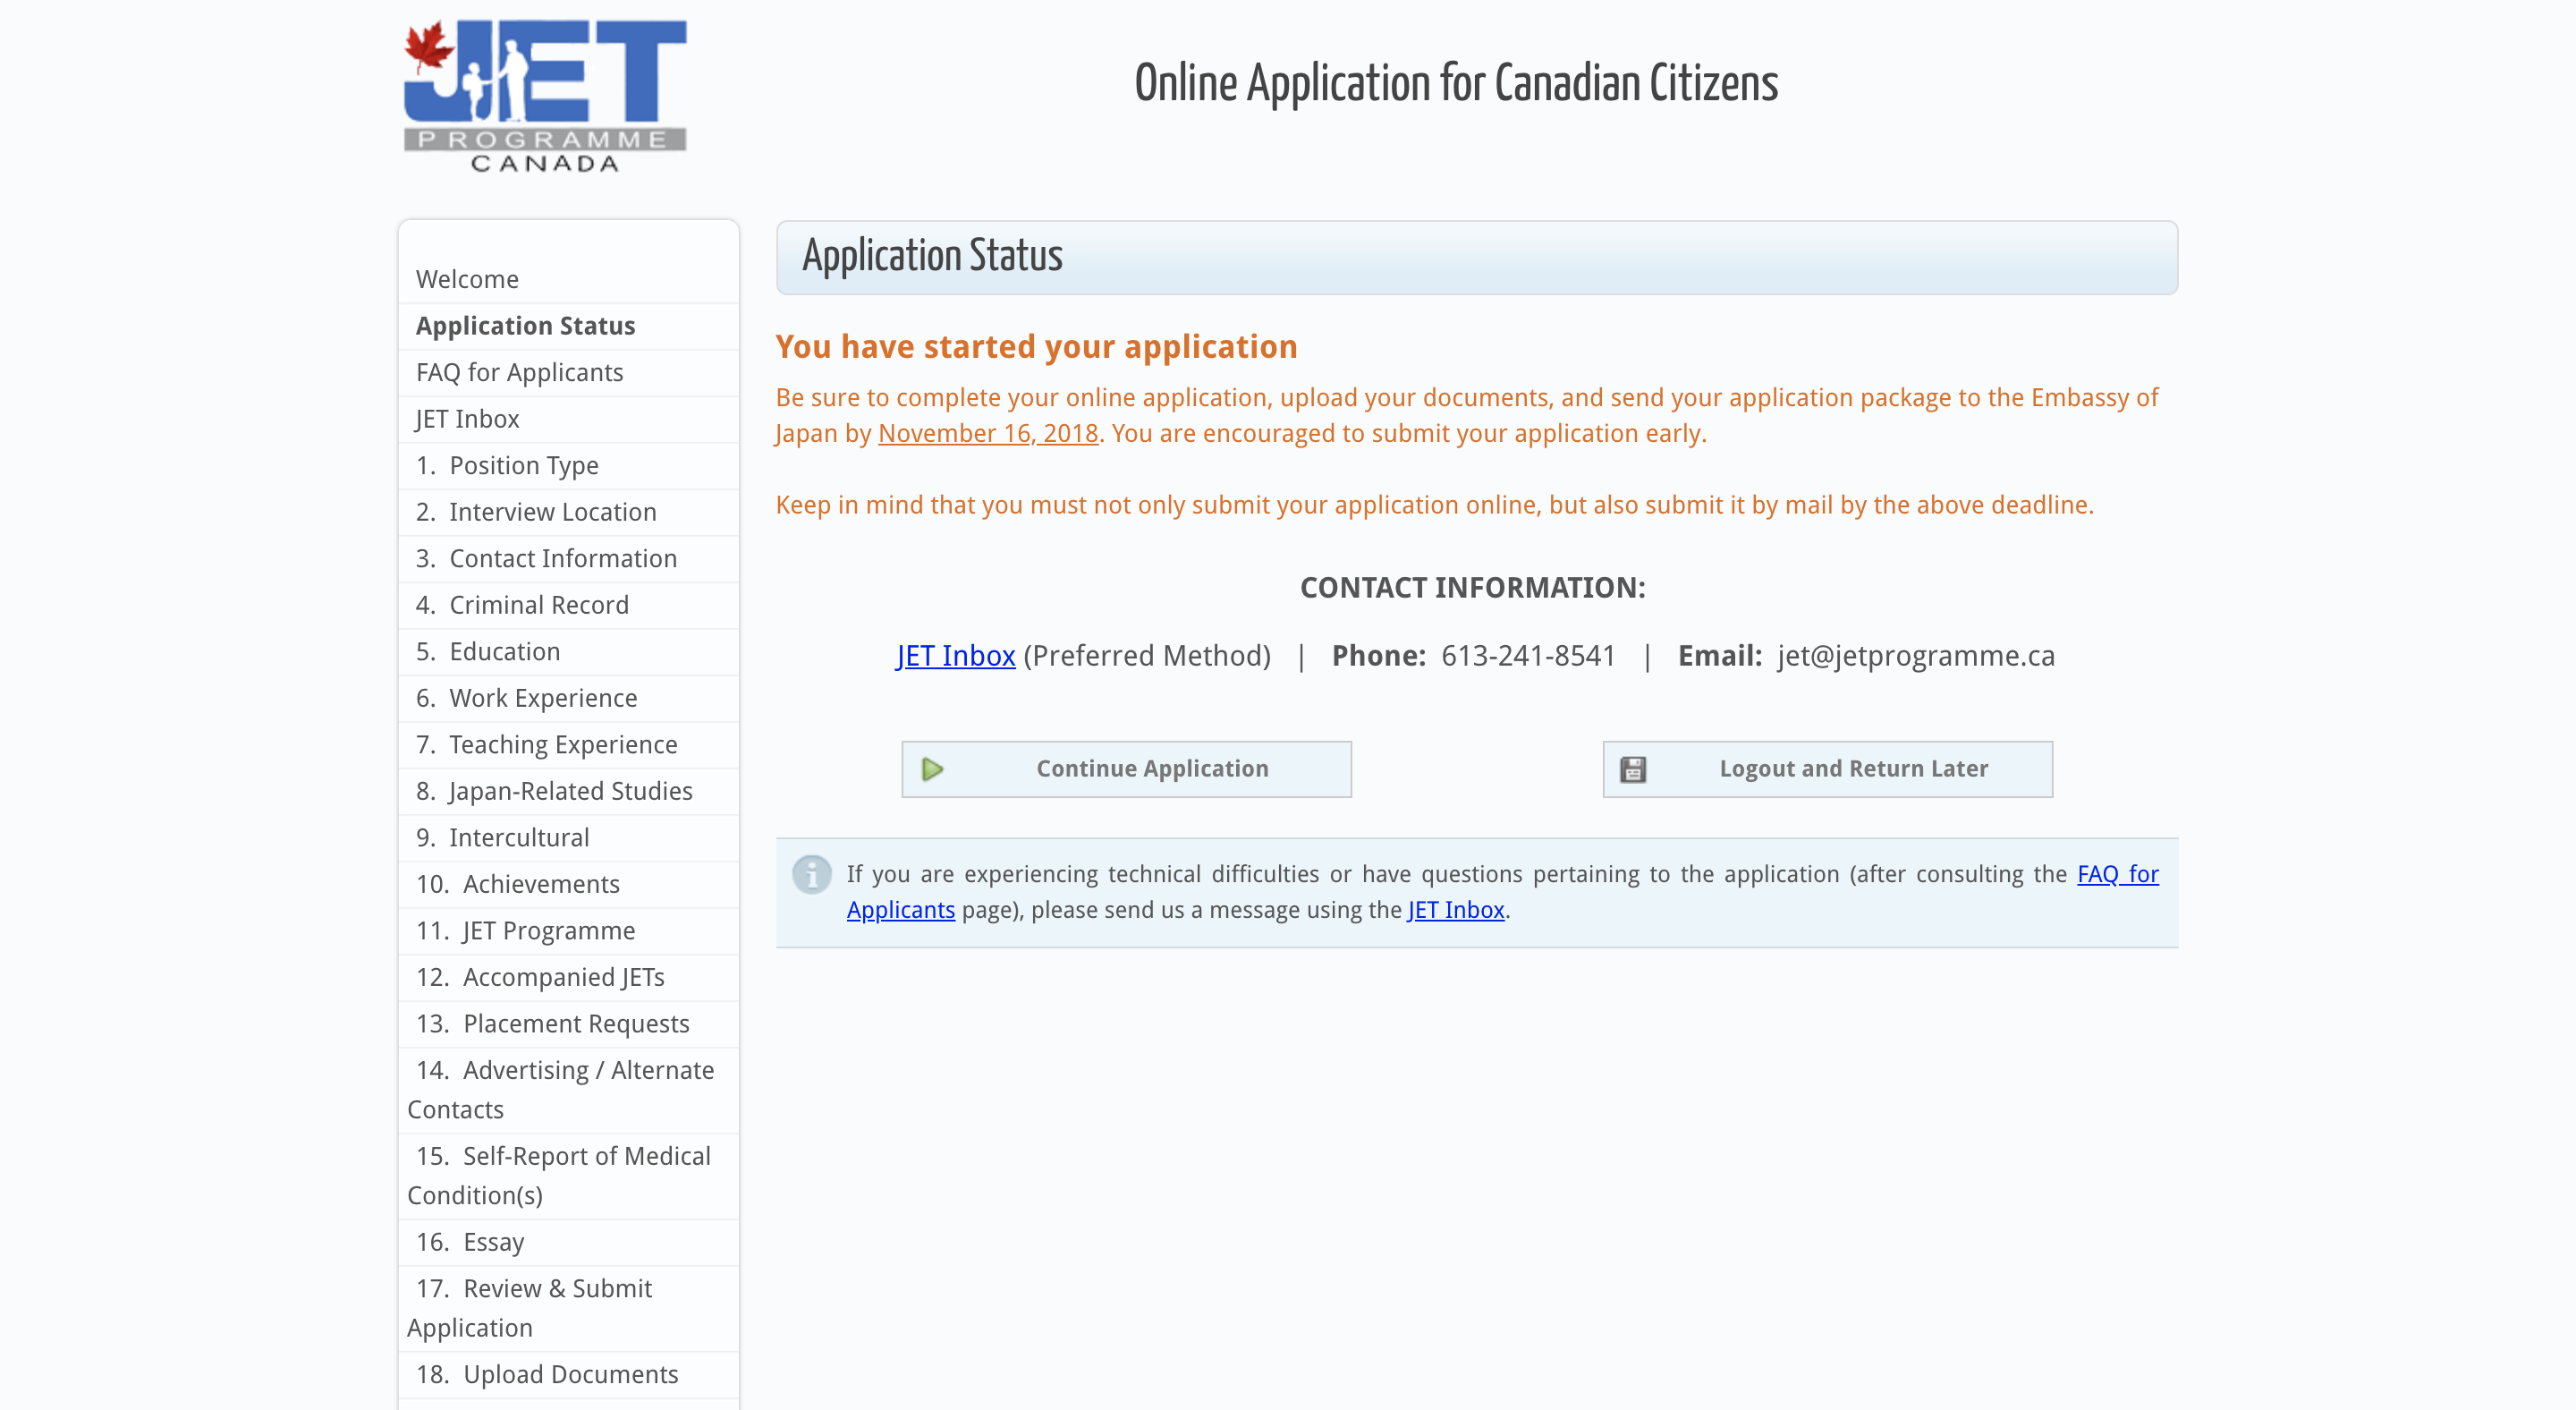 JET
PROGRAMME
CANADA
Online Application for Canadian Citizens
Welcome
Application Status
FAQ for Applicants
JET Inbox
1. Position Type
2. Interview Location
3. Contact Information
4. Criminal Record
5. Education
6. Work Experience
7. Teaching Experience
8. Japan-Related Studies
9. Intercultural
10. Achievements
11. JET Programme
12. Accompanied JETs
13. Placement Requests
14. Advertising / Alternate
Contacts
15. Self-Report of Medical
Condition(s)
16. Essay
17. Review & Submit
Application
18. Upload Documents
Application Status
You have started your application
Be sure to complete your online application, upload your documents, and send your application package to the Embassy of
Japan by November 16, 2018. You are encouraged to submit your application early.
Keep in mind that you must not only submit your application online, but also submit it by mail by the above deadline.
CONTACT INFORMATION:
JET Inbox (Preferred Method) | Phone: 613-241-8541 | Email: jet@jetprogramme.ca
Continue Application
Logout and Return Later
If you are experiencing technical difficulties or have questions pertaining to the application (after consulting the FAQ for
Applicants page), please send us a message using the JET Inbox.